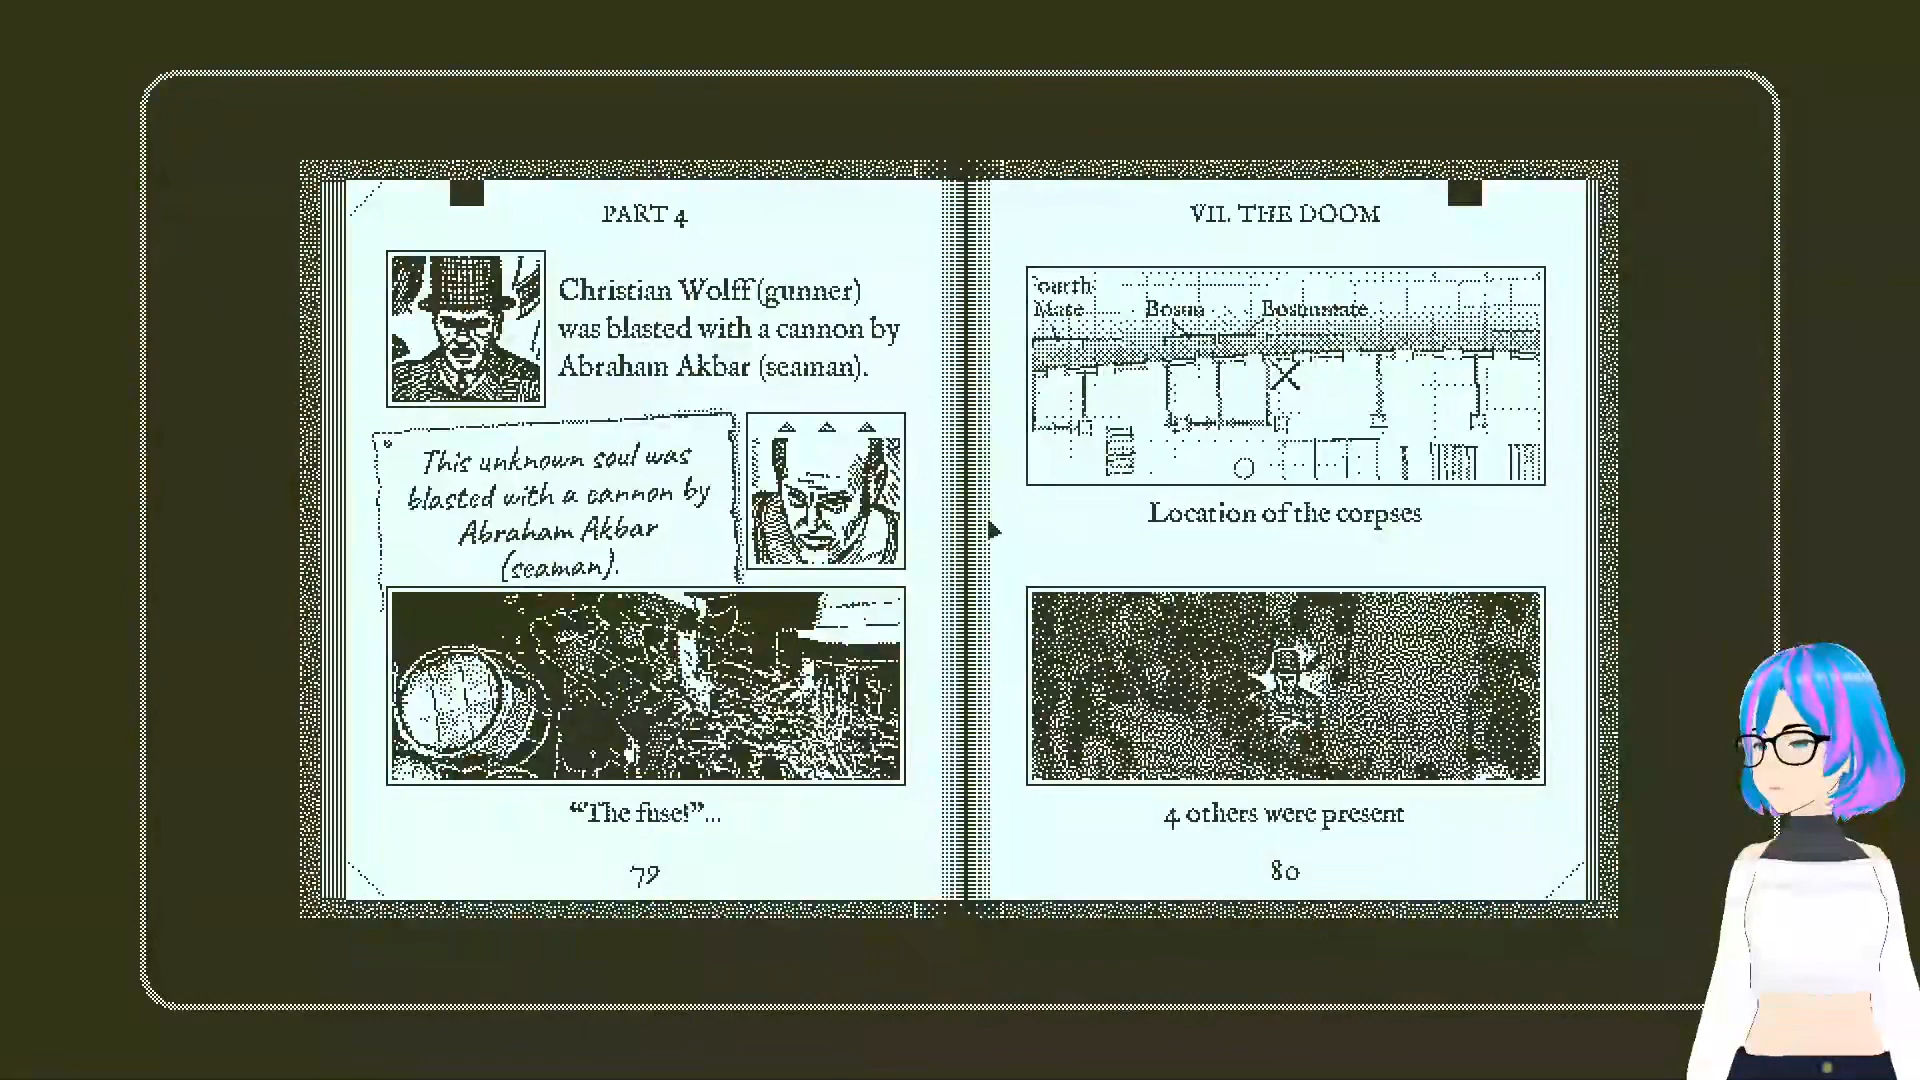 PART 4
Christian Wolff (gunner)
was blasted with a cannon by
Abraham Akbar (seaman).
This unknown soul was
blasted with a cannon by
Abraham Akbar
(seaman).
“The fuse!”...
79
VII. THE DOOM
ourth
Mate
Bosun
Bosunmate
Location of the corpses
4 others were present
80